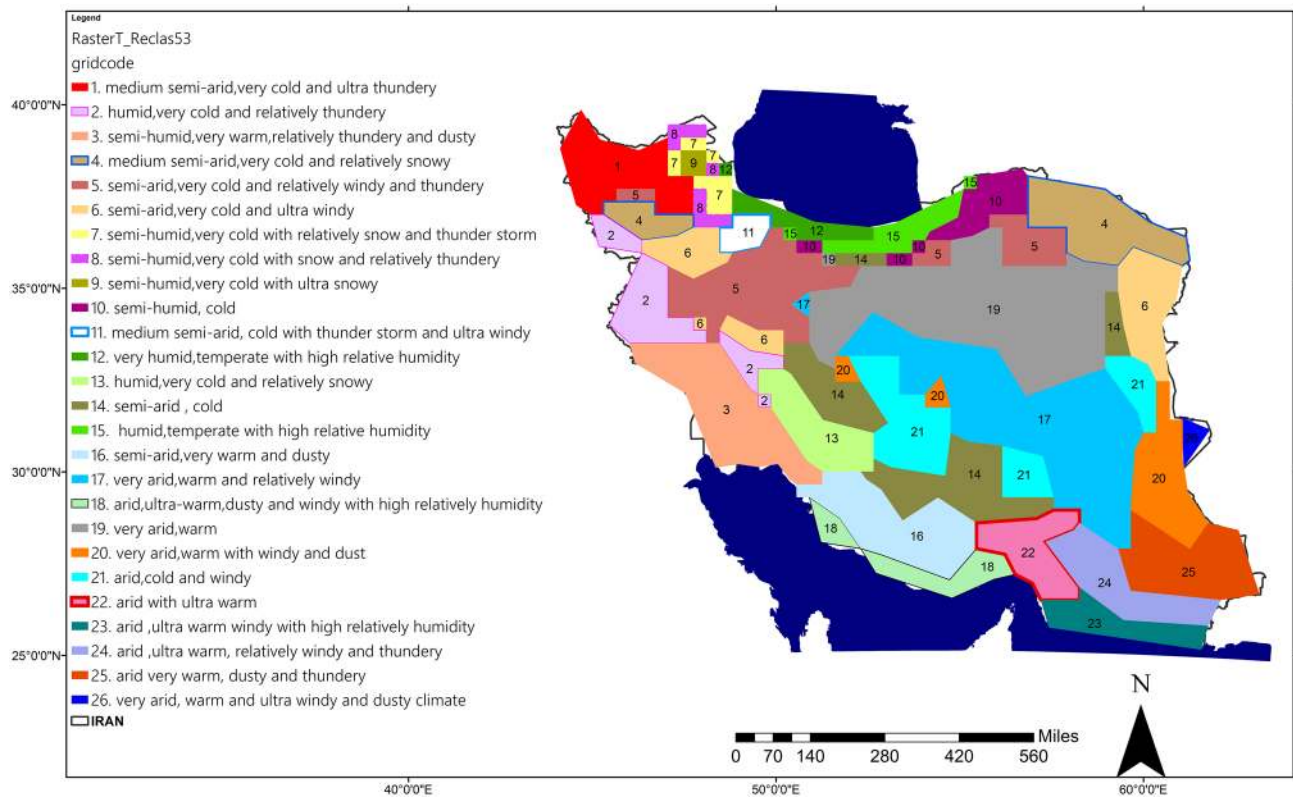 Legend
RasterT_Reclas53
gridcode
1. medium semi-arid,very cold and ultra thundery
2. humid,very cold and relatively thundery
3. semi-humid,very warm,relatively thundery and dusty
4. medium semi-arid,very cold and relatively snowy
5. semi-arid,very cold and relatively windy and thundery
6. semi-arid,very cold and ultra windy
7. semi-humid,very cold with relatively snow and thunder storm
8. semi-humid,very cold with snow and relatively thundery
9. semi-humid,very cold with ultra snowy
10. semi-humid, cold
11. medium semi-arid, cold with thunder storm and ultra windy
12. very humid,temperate with high relative humidity
13. humid,very cold and relatively snowy
14. semi-arid , cold
15. humid,temperate with high relative humidity
16. semi-arid,very warm and dusty
17. very arid,warm and relatively windy
18. arid,ultra-warm,dusty and windy with high relatively humidity
19. very arid,warm
20. very arid,warm with windy and dust
21. arid,cold and windy
22. arid with ultra warm
23. arid ,ultra warm windy with high relatively humidity
24. arid ,ultra warm, relatively windy and thundery
25. arid very warm, dusty and thundery
26. very arid, warm and ultra windy and dusty climate
IRAN
40°0'0"N
35°0'0"N
30°0'0"N
25°0'0"N
8
7
7
7
9
8
12
1
7
15
5
8
10
4
4
11
12
15
15
2
10
10
5
5
6
19
14
10
5
2
17
19
6
6
6
14
2
20
21
3
2
14
20
17
13
21
14
21
20
18
16
22
18
24
25
23
N
Miles
0 70 140 280 420 560
40°0'0"E 50°0'0"E 60°0'0"E